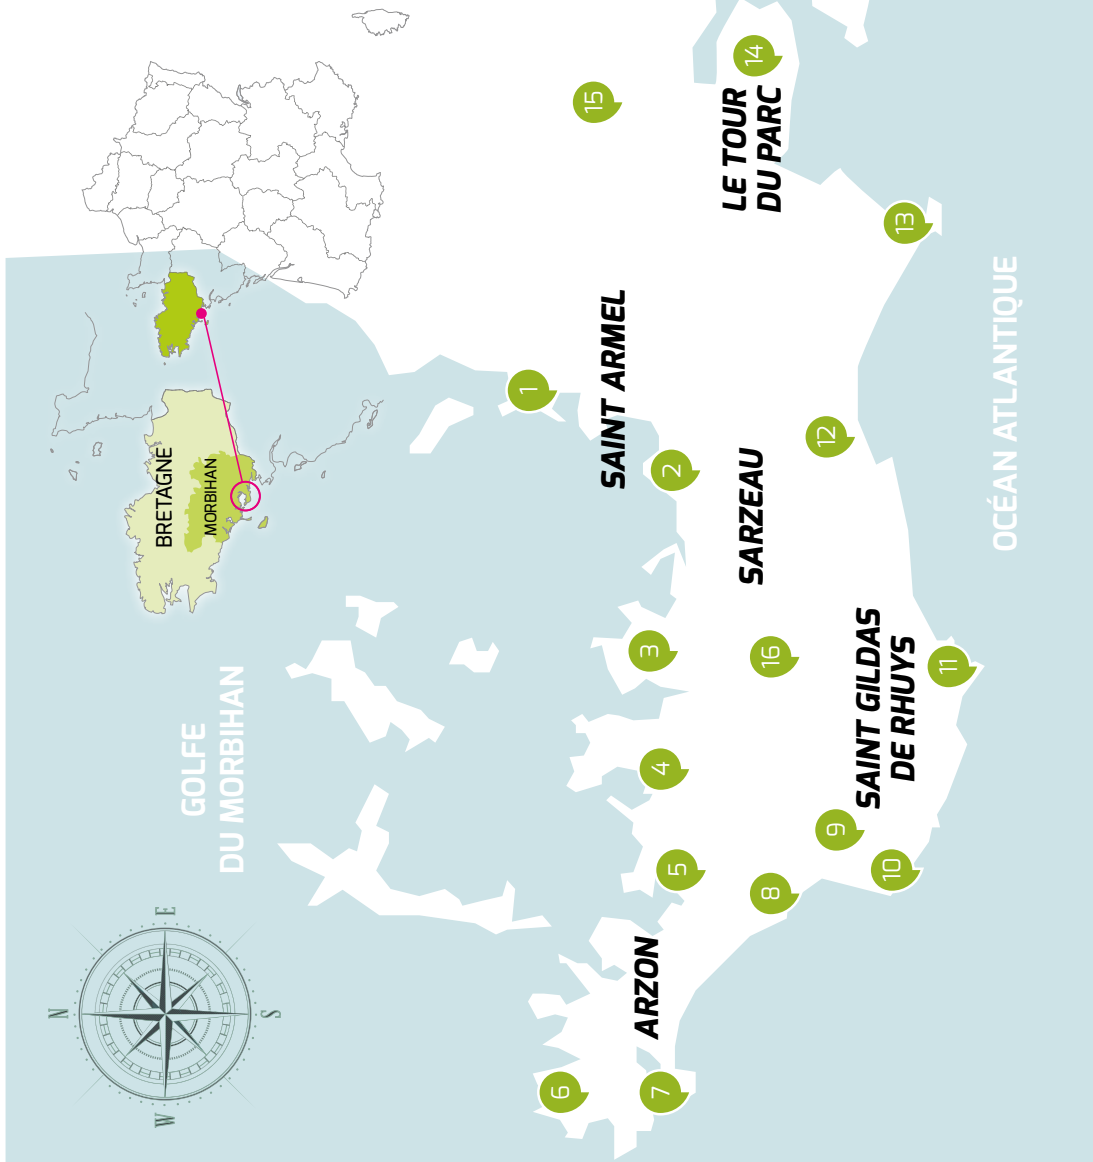 N
W
E
S
BRETAGNE
MORBIHAN
GOLFE
DU MORBIHAN
1
SAINT ARMEL
2
3
4
5
6
7
ARZON
8
9
10
SAINT GILDAS
DE RHUYS
11
16
SARZEAU
12
13
LE TOUR
DU PARC
14
15
OCÉAN ATLANTIQUE